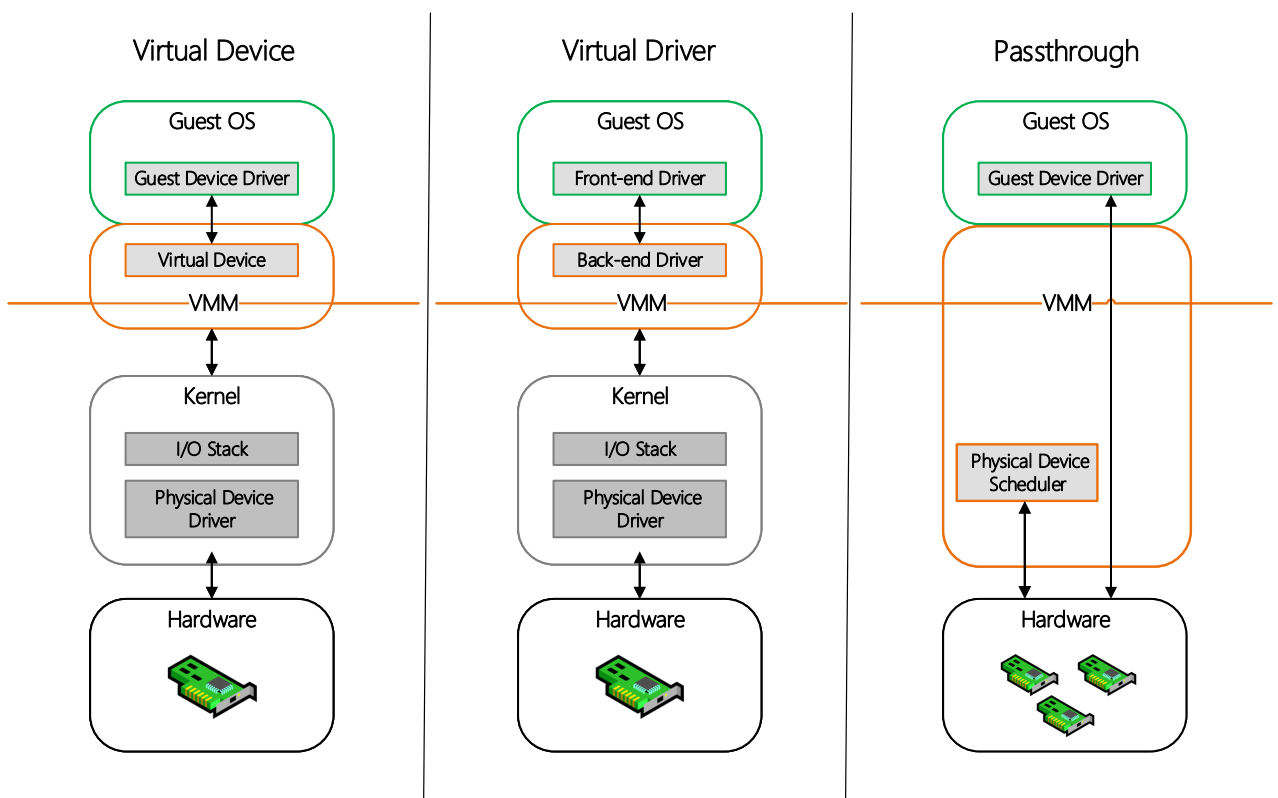 Virtual Device
Guest OS
Guest Device Driver
Virtual Device
VMM
Kernel
I/O Stack
Physical Device
Driver
Hardware
Virtual Driver
Guest OS
Front-end Driver
Back-end Driver
VMM
Kernel
I/O Stack
Physical Device
Driver
Hardware
Passthrough
Guest OS
Guest Device Driver
VMM
Physical Device
Scheduler
Hardware